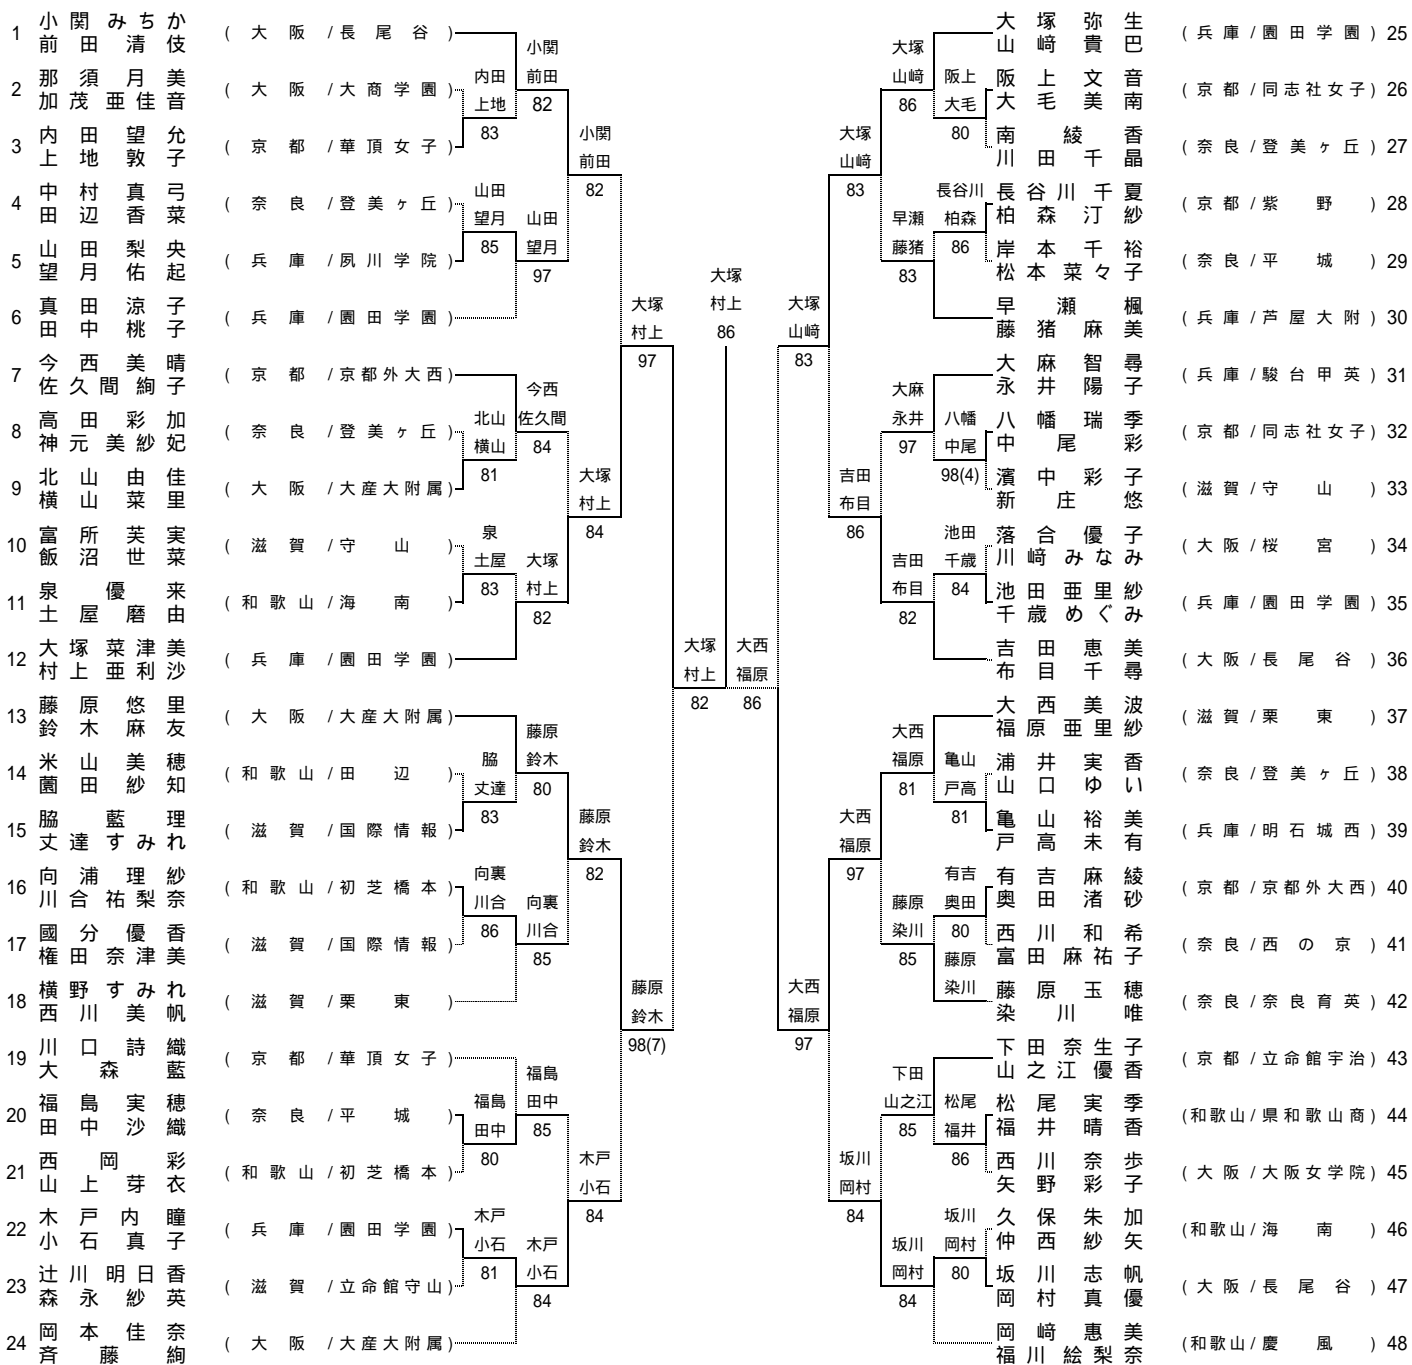 1 小関みちか 前田清伎 (大阪/長尾谷)
2 那須月美 加茂亜佳音 (大阪/大商学園)
3 内田望允 上地敦子 (京都/華頂女子)
4 中村真弓 田辺香菜 (奈良/登美ヶ丘)
5 山田梨央 望月佑起 (兵庫/夙川学院)
6 真田涼子 田中桃子 (兵庫/園田学園)
7 今西美晴 佐久間絢子 (京都/京都外大西)
8 高田彩加 神元美紗妃 (奈良/登美ヶ丘)
9 北山由佳 横山菜里 (大阪/大産大附属)
10 富所芙実 飯沼世菜 (滋賀/守山)
11 泉優来 土屋磨由 (和歌山/海南)
12 大塚菜津美 村上亜利沙 (兵庫/園田学園)
13 藤原悠里 鈴木麻友 (大阪/大産大附属)
14 米山美穂 薗田紗知 (和歌山/田辺)
15 脇藍理 丈達すみれ (滋賀/国際情報)
16 向浦理紗 川合祐梨奈 (和歌山/初芝橋本)
17 國分優香 権田奈津美 (滋賀/国際情報)
18 横野すみれ 西川美帆 (滋賀/栗東)
19 川口詩織 大森藍 (京都/華頂女子)
20 福島実穂 田中沙織 (奈良/平城)
21 西岡彩 山上芽衣 (和歌山/初芝橋本)
22 木戸内瞳 小石真子 (兵庫/園田学園)
23 辻川明日香 森永紗英 (滋賀/立命館守山)
24 岡本佳奈 斉藤絢 (大阪/大産大附属)
内田 上地 83
山田 望月 85
北山 横山 81
泉 土屋 83
脇 丈達 83
向裏 川合 86
福島 田中 80
木戸 小石 81
小関 前田 82
山田 望月 97
今西 佐久間 84
大塚 村上 82
藤原 鈴木 80
向裏 川合 85
福島 田中 85
木戸 小石 84
小関 前田 82
大塚 村上 84
藤原 鈴木 82
木戸 小石 84
大塚 村上 97
藤原 鈴木 98(7)
大塚 村上 82
大塚 村上 86
大西 福原 86
大塚 山﨑 83
大西 福原 97
大塚 山﨑 83
吉田 布目 86
大西 福原 97
坂川 岡村 84
大塚 山﨑 86
早瀬 藤猪 83
大麻 永井 97
吉田 布目 82
大西 福原 81
藤原 染川 85
下田 山之江 85
坂川 岡村 84
阪上 大毛 80
長谷川 柏森 86
八幡 中尾 98(4)
池田 千歳 84
亀山 戸高 81
有吉 奥田 80
藤原 染川
松尾 福井 86
坂川 岡村 80
大塚弥生 山﨑貴巴 (兵庫/園田学園) 25
阪上文音 大毛美南 (京都/同志社女子) 26
南綾香 川田千晶 (奈良/登美ヶ丘) 27
長谷川千夏 柏森汀紗 (京都/紫野) 28
岸本千裕 松本菜々子 (奈良/平城) 29
早瀬楓 藤猪麻美 (兵庫/芦屋大附) 30
大麻智尋 永井陽子 (兵庫/駿台甲英) 31
八幡瑞季 中尾彩 (京都/同志社女子) 32
濱中彩子 新庄悠 (滋賀/守山) 33
落合優子 川﨑みなみ (大阪/桜宮) 34
池田亜里紗 千歳めぐみ (兵庫/園田学園) 35
吉田恵美 布目千尋 (大阪/長尾谷) 36
大西美波 福原亜里紗 (滋賀/栗東) 37
浦井実香 山口ゆい (奈良/登美ヶ丘) 38
亀山裕美 戸高未有 (兵庫/明石城西) 39
有吉麻綾 奥田渚砂 (京都/京都外大西) 40
西川和希 富田麻祐子 (奈良/西の京) 41
藤原玉穂 染川唯 (奈良/奈良育英) 42
下田奈生子 山之江優香 (京都/立命館宇治) 43
松尾実季 福井晴香 (和歌山/県和歌山商) 44
西川奈歩 矢野彩子 (大阪/大阪女学院) 45
久保朱加 仲西紗矢 (和歌山/海南) 46
坂川志帆 岡村真優 (大阪/長尾谷) 47
岡﨑惠美 福川絵梨奈 (和歌山/慶風) 48